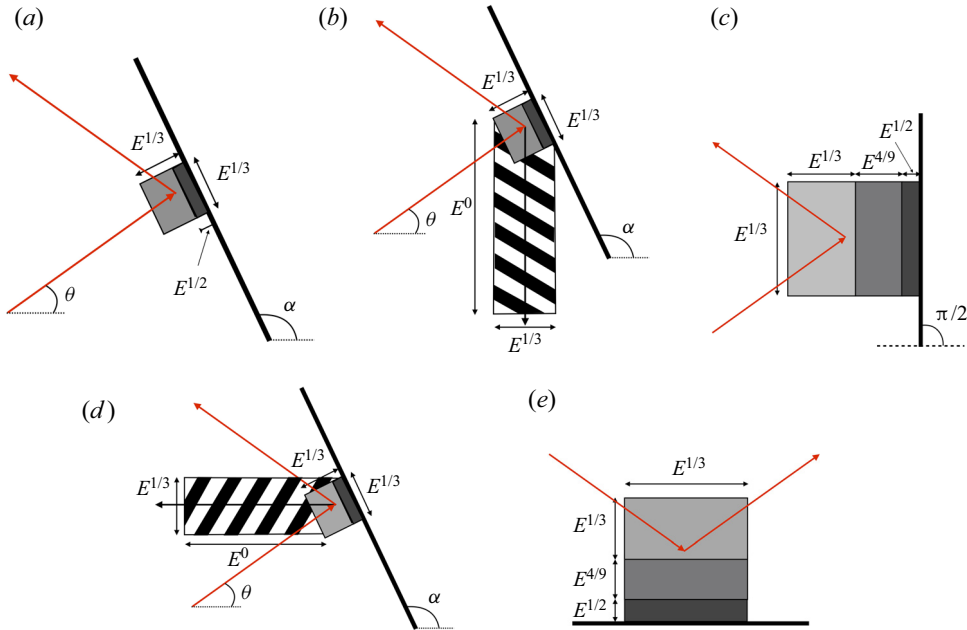 (a)
E^{1/3}
E^{1/3}
E^{1/2}
θ
α
(b)
E^{1/3}
E^{1/3}
E^0
θ
α
E^{1/3}
(c)
E^{1/2}
E^{1/3} E^{4/9}
E^{1/3}
π/2
(d)
E^{1/3}
E^{1/3}
E^{1/3}
E^0
θ
α
(e)
E^{1/3}
E^{1/3}
E^{4/9}
E^{1/2}